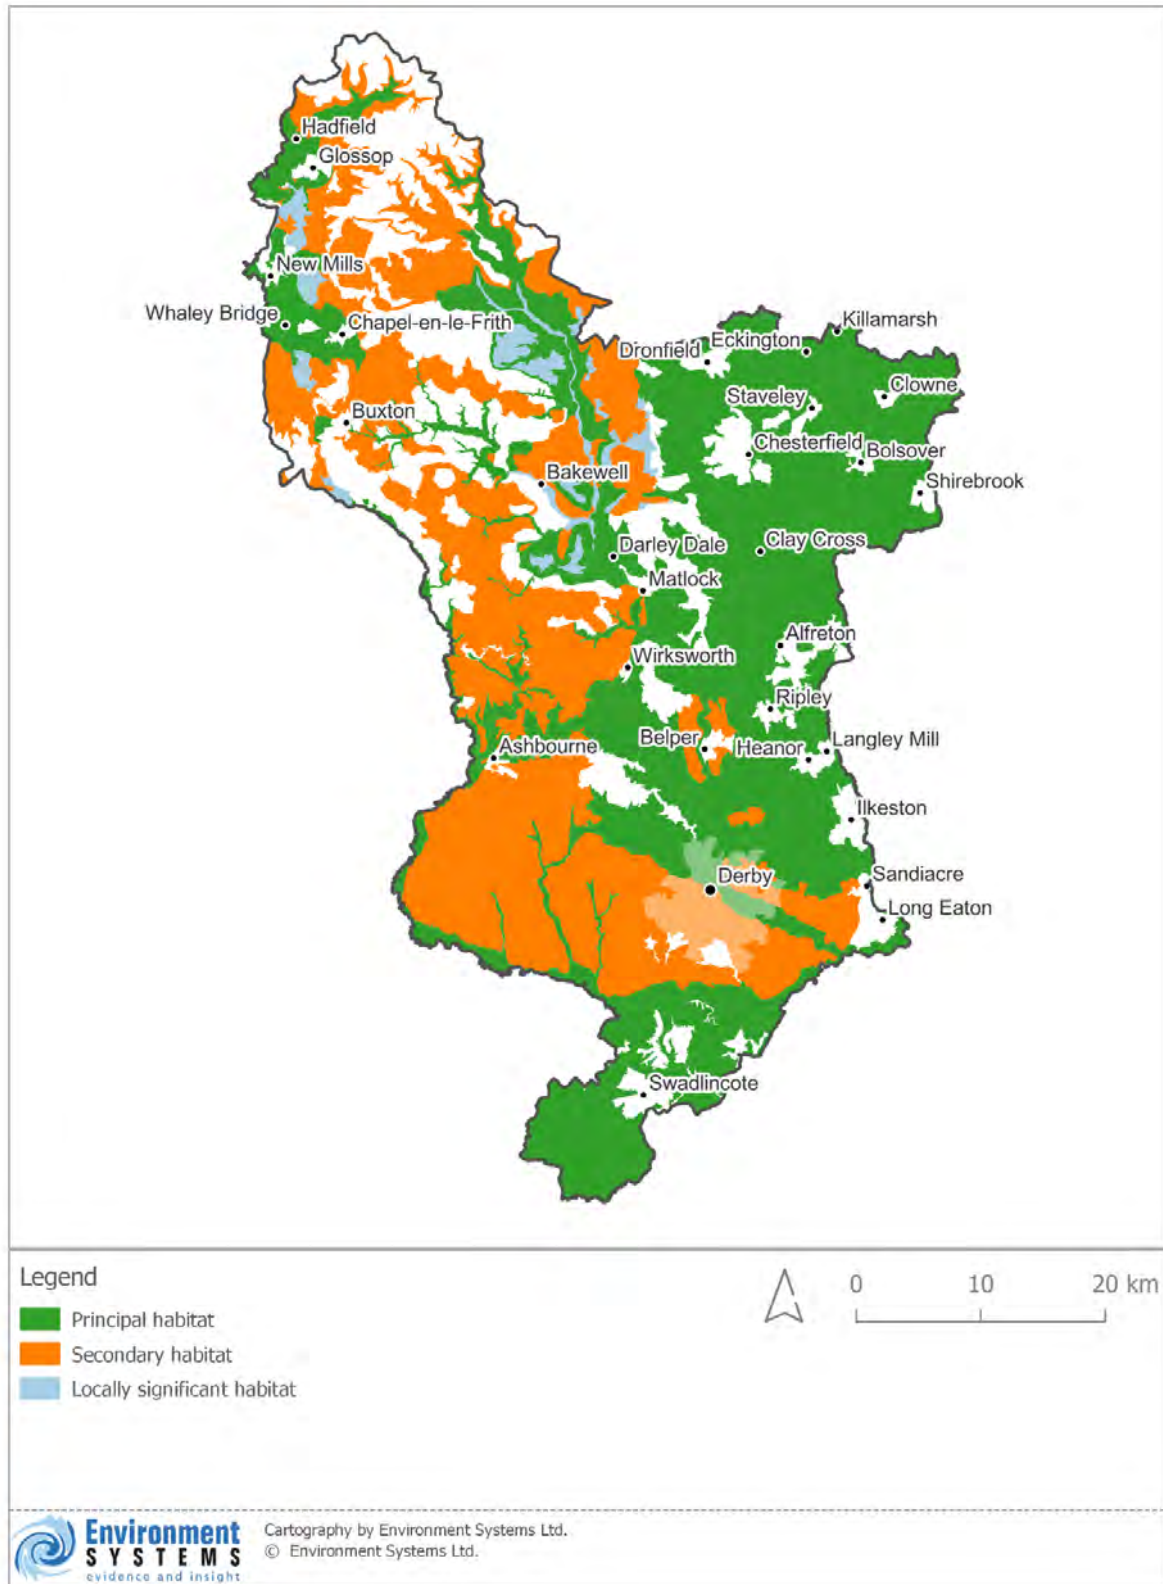 Hadfield
Glossop
New Mills
Whaley Bridge
Chapel-en-le-Frith
Killamarsh
Eckington
Dronfield
Clowne
Staveley
Buxton
Chesterfield
Bolsover
Bakewell
Shirebrook
Clay Cross
Darley Dale
Matlock
Alfreton
Wirksworth
Ripley
Belper
Heanor
Langley Mill
Ashbourne
Ilkeston
Sandiacre
Derby
Long Eaton
Swadlincote
Legend
Principal habitat
Secondary habitat
Locally significant habitat
0 10 20 km
Environment
SYSTEMS
evidence and insight
Cartography by Environment Systems Ltd.
© Environment Systems Ltd.